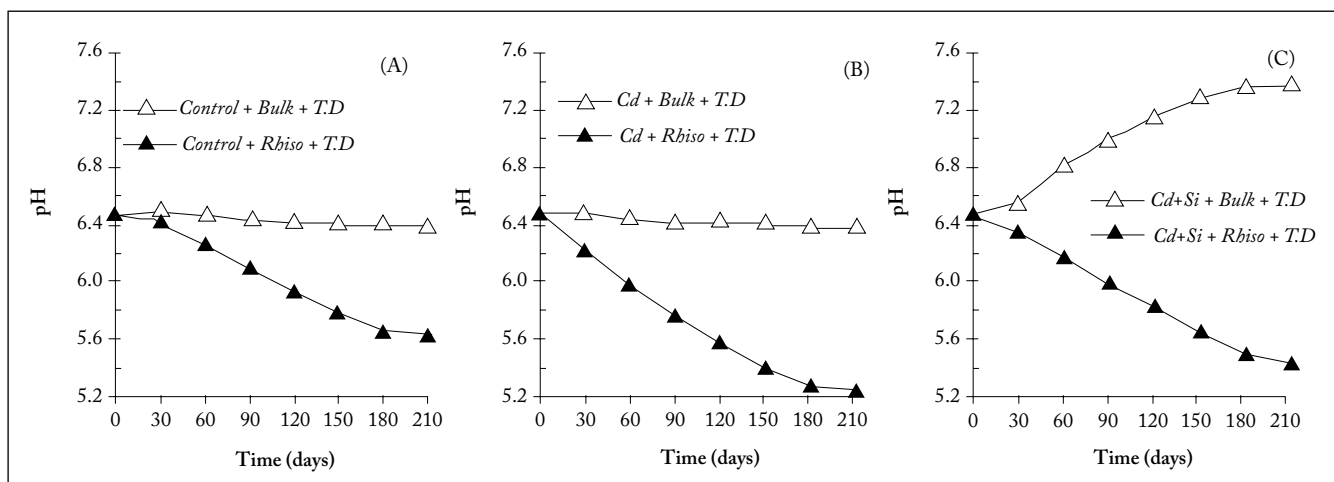 (A)
7.6
7.2
6.8
6.4
6.0
5.6
5.2
pH
Control + Bulk + T.D
Control + Rhiso + T.D
0 30 60 90 120 150 180 210
Time (days)
(B)
7.6
7.2
6.8
6.4
6.0
5.6
5.2
pH
Cd + Bulk + T.D
Cd + Rhiso + T.D
0 30 60 90 120 150 180 210
Time (days)
(C)
7.6
7.2
6.8
6.4
6.0
5.6
5.2
pH
Cd+Si + Bulk + T.D
Cd+Si + Rhiso + T.D
0 30 60 90 120 150 180 210
Time (days)